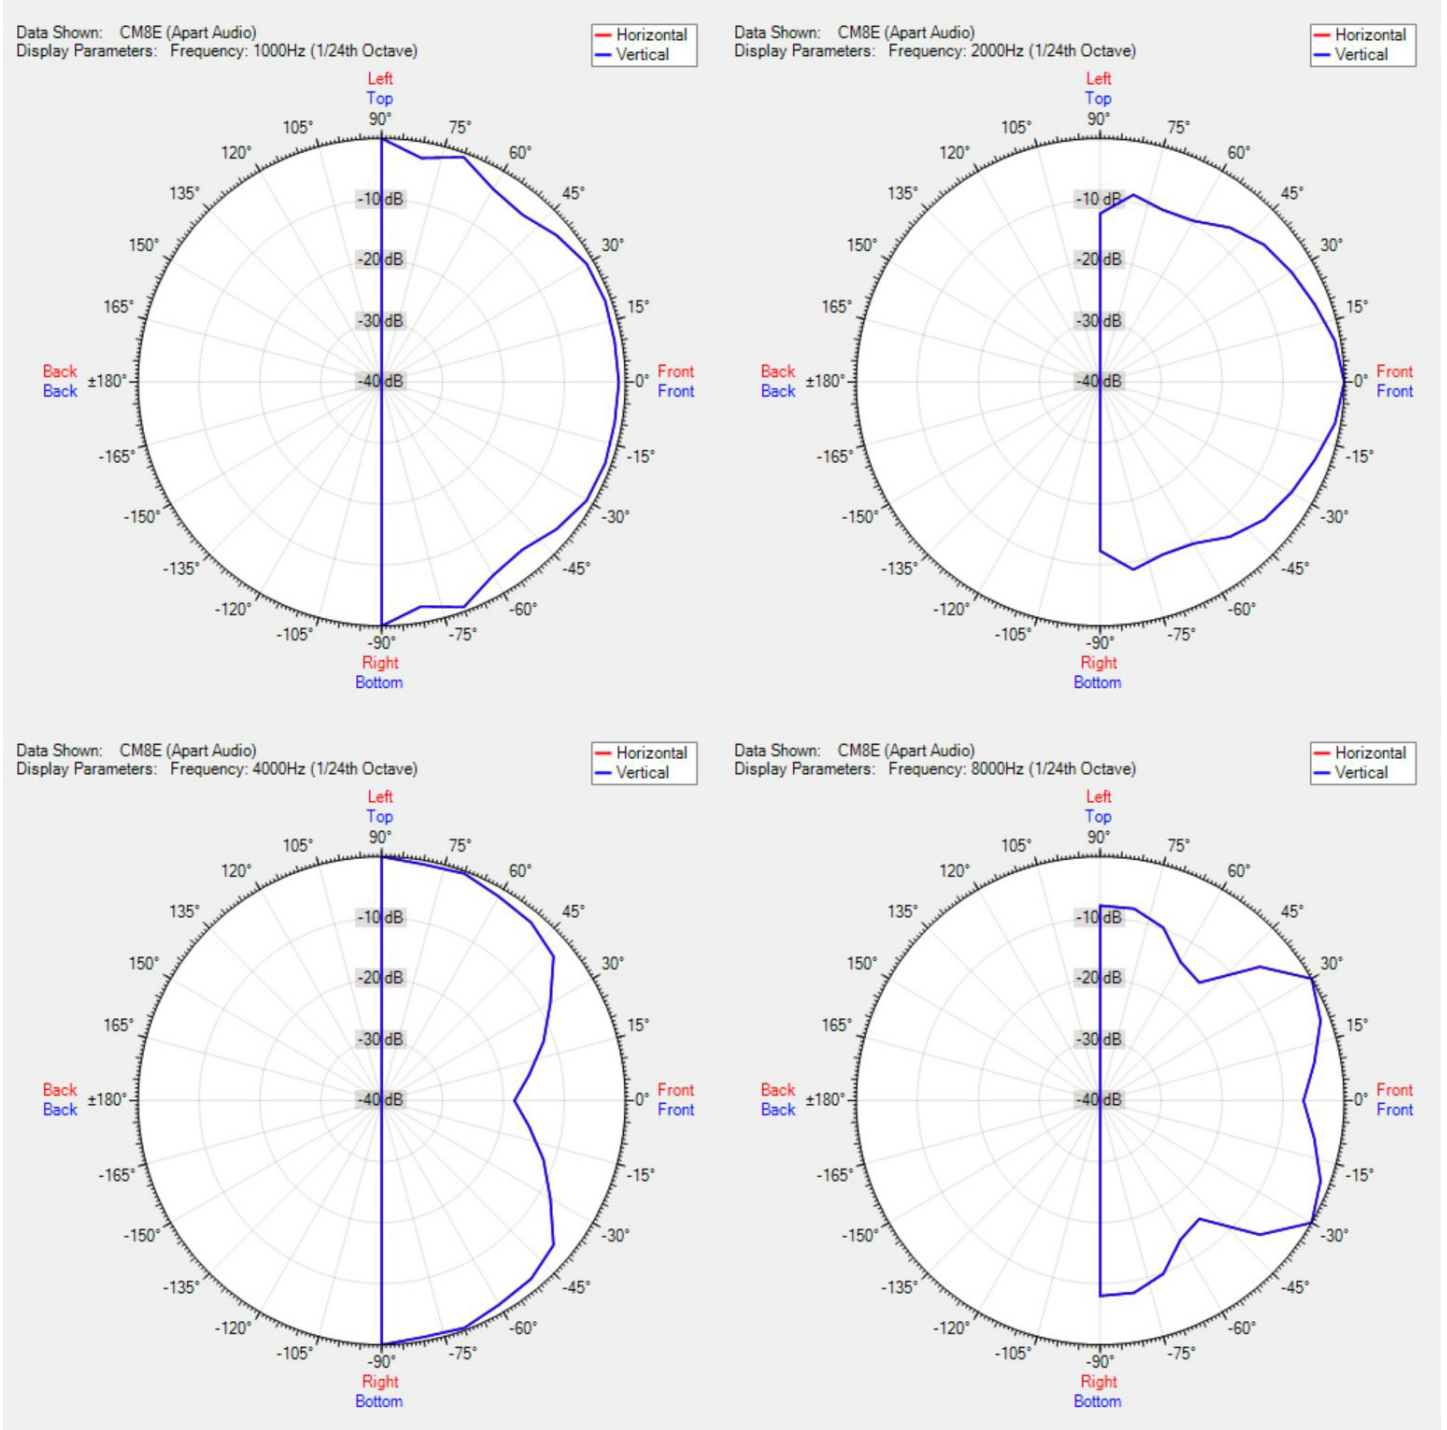 Data Shown: CM8E (Apart Audio)
Display Parameters: Frequency: 1000Hz (1/24th Octave)
Horizontal
Vertical
Left
Top
90°
105° 75°
120° 60°
135° 45°
150° 30°
165° 15°
-10 dB
-20 dB
-30 dB
-40 dB
Back ±180° 0° Front
Back Front
-165° -15°
-150° -30°
-135° -45°
-120° -60°
-105° -75°
-90°
Right
Bottom
Data Shown: CM8E (Apart Audio)
Display Parameters: Frequency: 2000Hz (1/24th Octave)
Horizontal
Vertical
Left
Top
90°
105° 75°
120° 60°
135° 45°
150° 30°
165° 15°
-10 dB
-20 dB
-30 dB
-40 dB
Back ±180° 0° Front
Back Front
-165° -15°
-150° -30°
-135° -45°
-120° -60°
-105° -75°
-90°
Right
Bottom
Data Shown: CM8E (Apart Audio)
Display Parameters: Frequency: 4000Hz (1/24th Octave)
Horizontal
Vertical
Left
Top
90°
105° 75°
120° 60°
135° 45°
150° 30°
165° 15°
-10 dB
-20 dB
-30 dB
-40 dB
Back ±180° 0° Front
Back Front
-165° -15°
-150° -30°
-135° -45°
-120° -60°
-105° -75°
-90°
Right
Bottom
Data Shown: CM8E (Apart Audio)
Display Parameters: Frequency: 8000Hz (1/24th Octave)
Horizontal
Vertical
Left
Top
90°
105° 75°
120° 60°
135° 45°
150° 30°
165° 15°
-10 dB
-20 dB
-30 dB
-40 dB
Back ±180° 0° Front
Back Front
-165° -15°
-150° -30°
-135° -45°
-120° -60°
-105° -75°
-90°
Right
Bottom